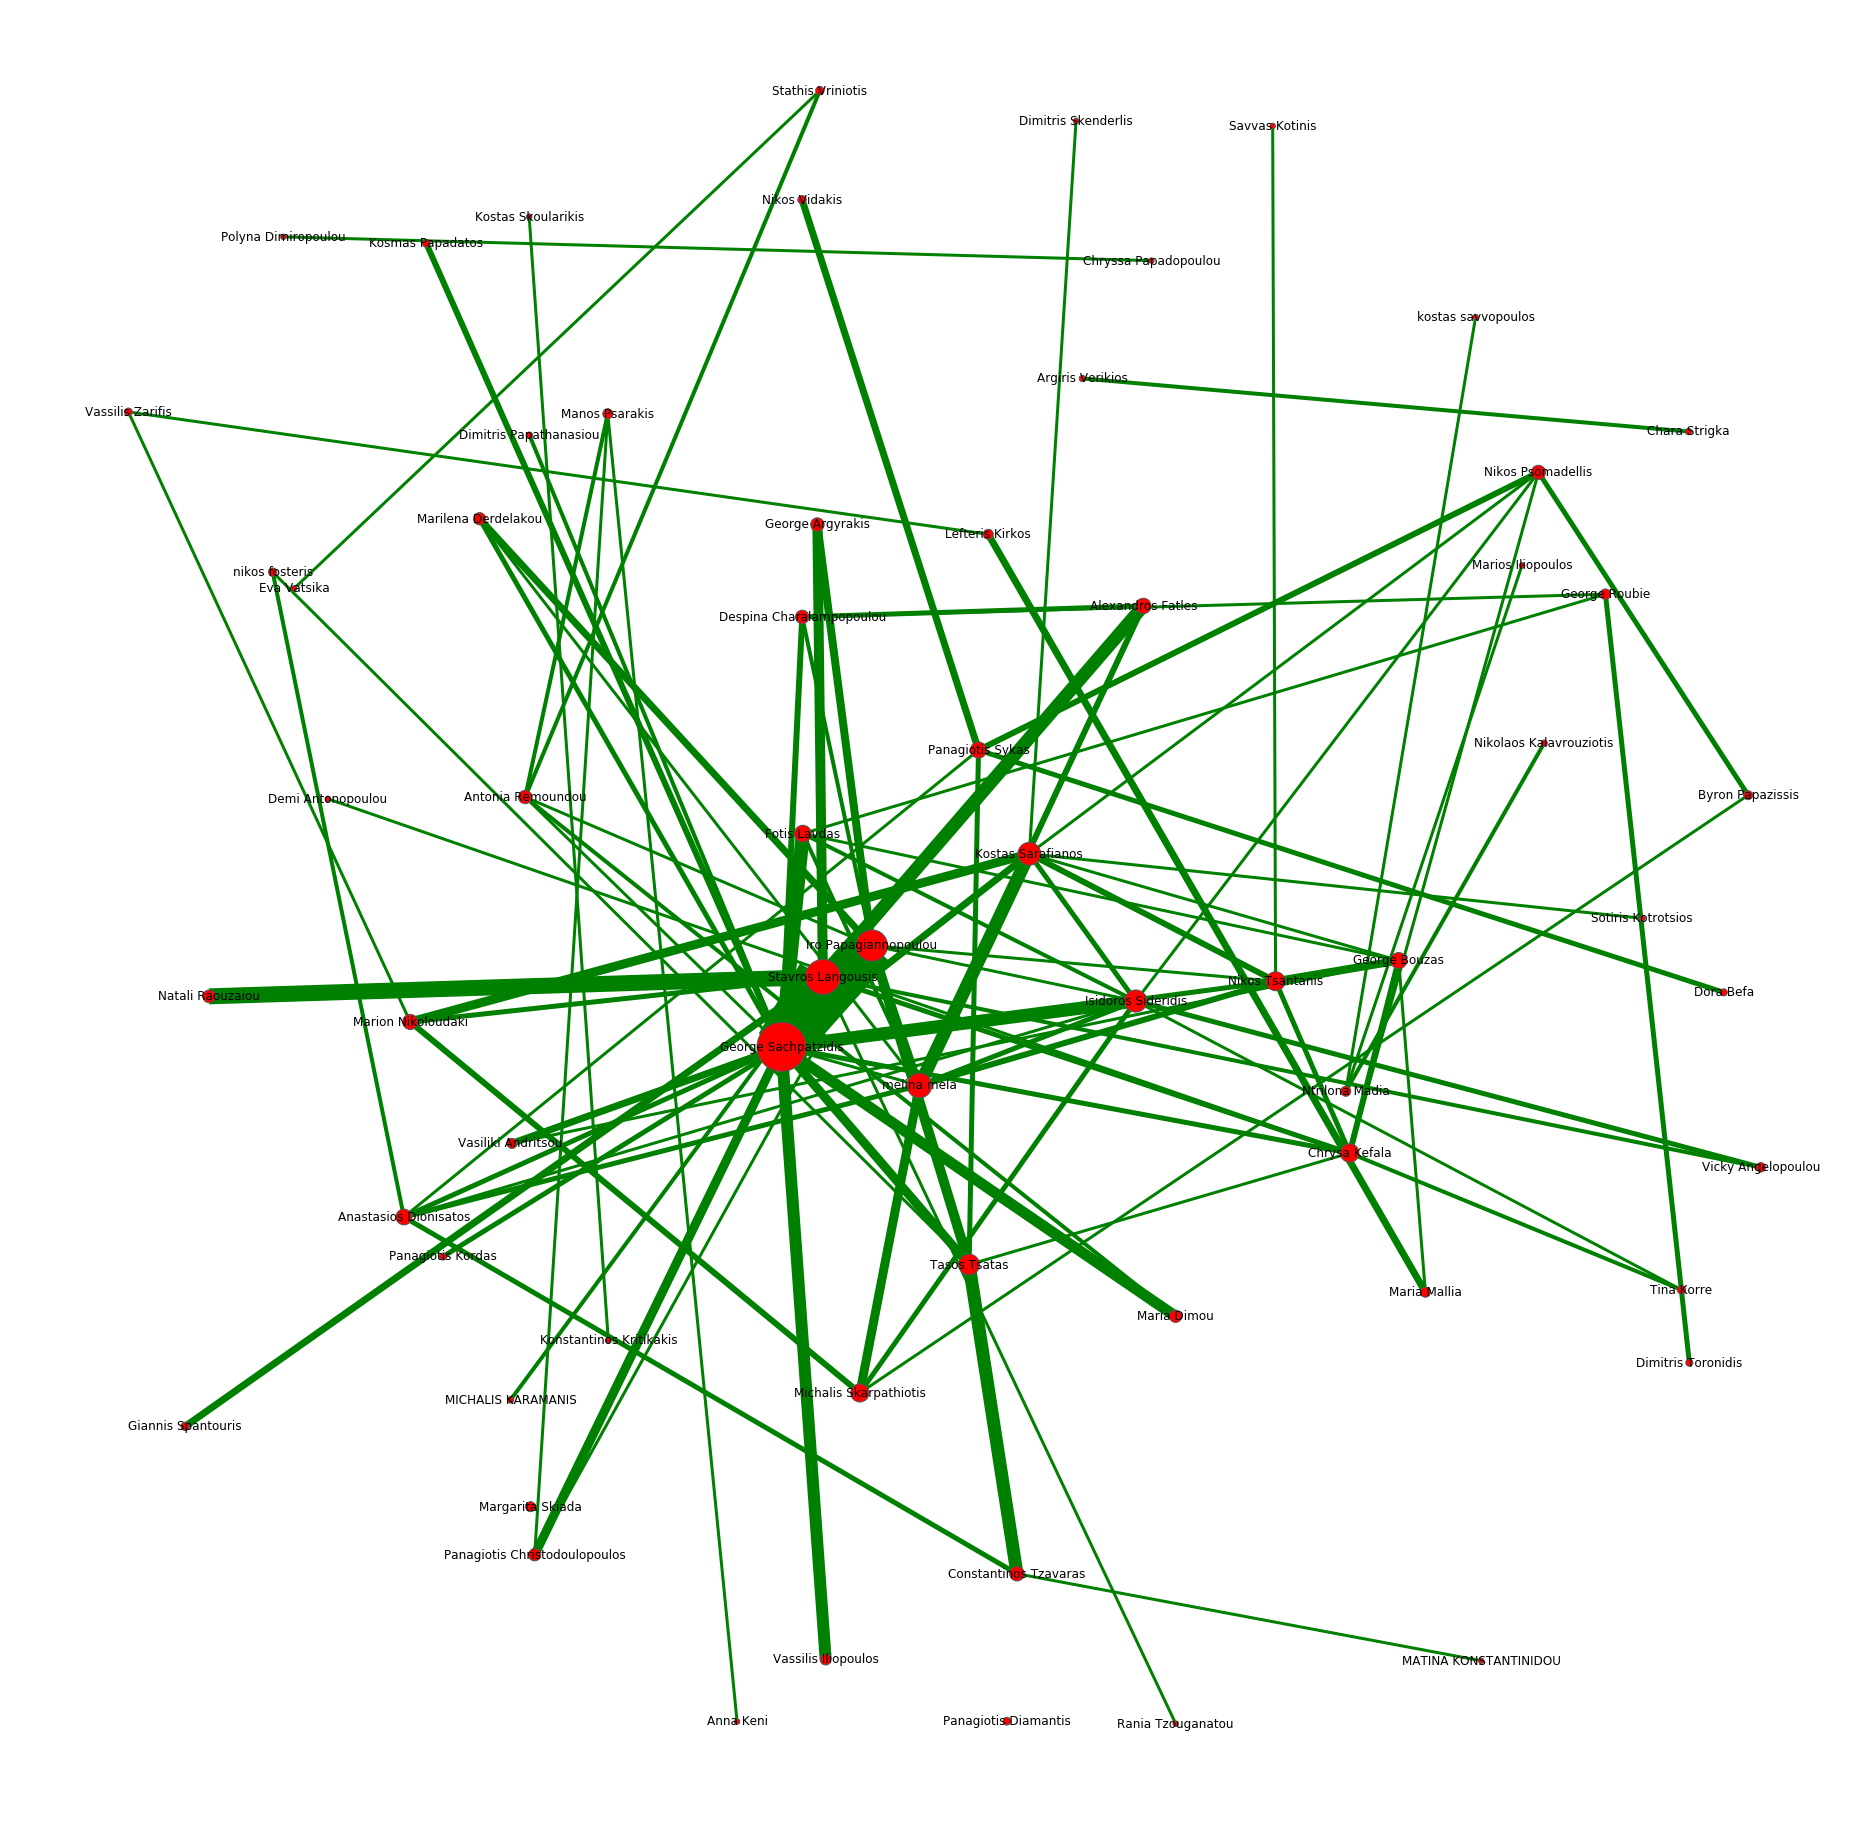 Stathis Vriniotis
Dimitris Skenderlis
Savvas Kotinis
Nikos Vidakis
Kostas Skoularikis
Polyna Dimiropoulou
Kosmas Papadatos
Chryssa Papadopoulou
kostas savvopoulos
Argiris Verikios
Vassilis Zarifis
Manos Psarakis
Chara Strigka
Dimitris Papathanasiou
Nikos Psomadellis
Marilena Derdelakou
George Argyrakis
Lefteris Kirkos
Marios Iliopoulos
nikos fosteris
Eva Vatsika
George Roubie
Alexandros Fatles
Despina Charalampopoulou
Nikolaos Kalavrouziotis
Panagiotis Sykas
Byron Papazissis
Antonia Remoundou
Demi Antonopoulou
Fotis Lavdas
Kostas Sarafianos
Sotiris Kotrotsios
Iro Papagiannopoulou
George Bouzas
Stavros Langousis
Nikos Tsantanis
Dora Befa
Natali Raouzaiou
Isidoros Sideridis
Marion Nikoloudaki
George Sachpatzidis
melina mela
Ntrilona Madia
Vasiliki Andritsou
Chrysa Kefala
Vicky Angelopoulou
Anastasios Dionisatos
Panagiotis Kordas
Tasos Tsatas
Tina Korre
Maria Mallia
Maria Dimou
Konstantinos Kritikakis
Dimitris Toronidis
Michalis Skarpathiotis
MICHALIS KARAMANIS
Giannis Spantouris
Margarita Skiada
Panagiotis Christodoulopoulos
Constantinos Tzavaras
Vassilis Iliopoulos
MATINA KONSTANTINIDOU
Anna Keni
Panagiotis Diamantis
Rania Tzouganatou